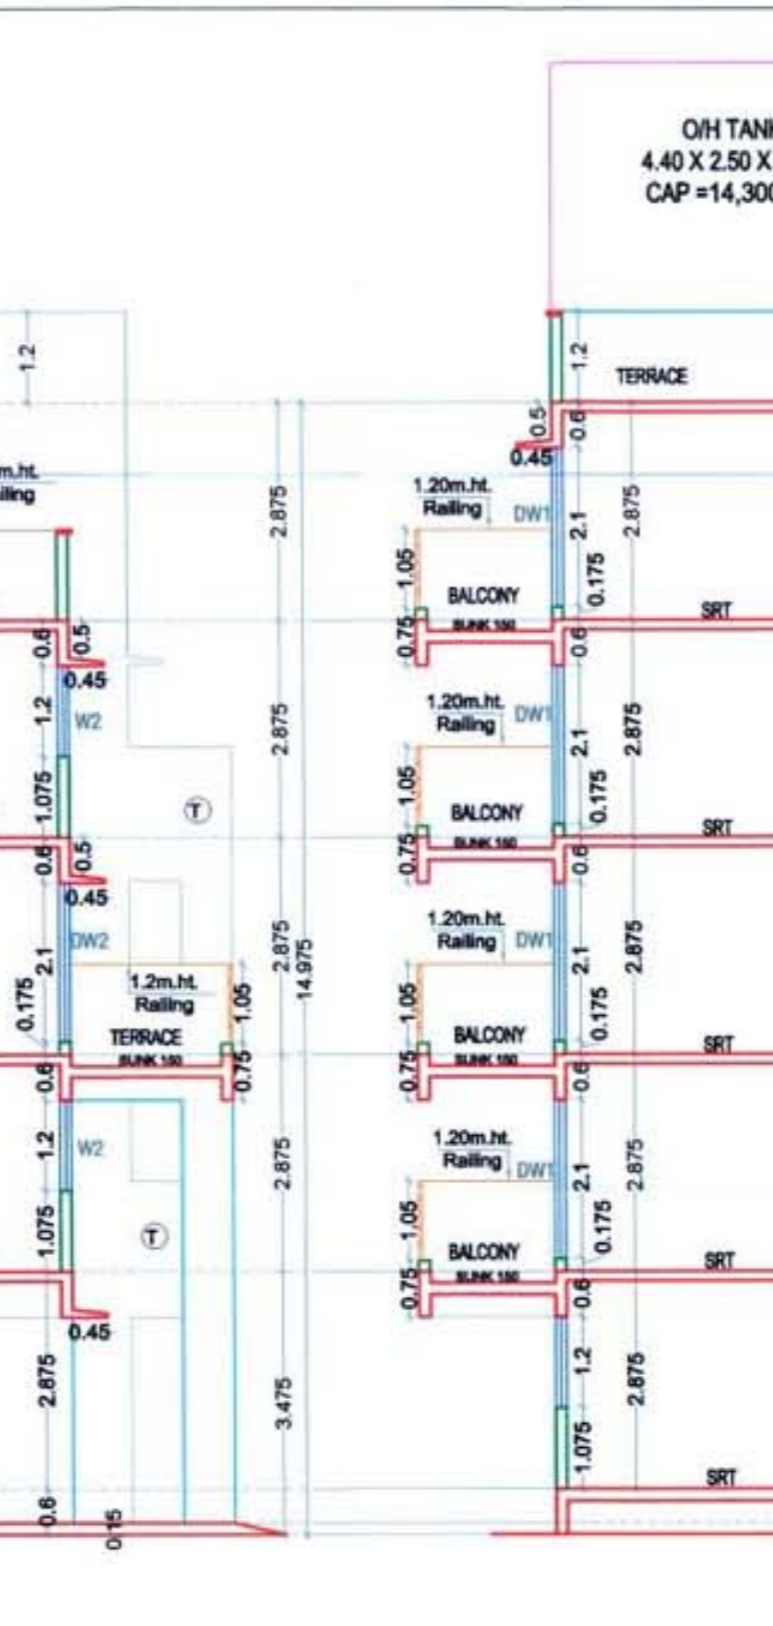 O/H TANK
4.40 X 2.50 X
CAP =14,300
1.2
1.2
TERRACE
0.5
0.6
0.45
m.ht.
iling
1.20m.ht.
Railing
DW1
2.875
2.1
2.875
1.05
0.175
BALCONY
SUNK 150
SRT
0.75
0.6
0.6
0.5
0.45
1.2
W2
2.875
1.20m.ht.
Railing
DW1
2.1
2.875
1.075
T
1.05
0.175
BALCONY
SUNK 150
SRT
0.75
0.6
0.6
0.5
0.45
DW2
2.1
2.875
14.975
1.20m.ht.
Railing
DW1
2.1
2.875
0.175
1.2m.ht.
Railing
1.05
TERRACE
SUNK 150
0.75
1.05
0.175
BALCONY
SUNK 150
SRT
0.75
0.6
0.6
1.2
W2
2.875
1.20m.ht.
Railing
DW1
2.1
2.875
1.075
T
1.05
0.175
BALCONY
SUNK 150
SRT
0.75
0.6
0.45
2.875
3.475
1.2
2.875
1.075
SRT
0.6
0.15